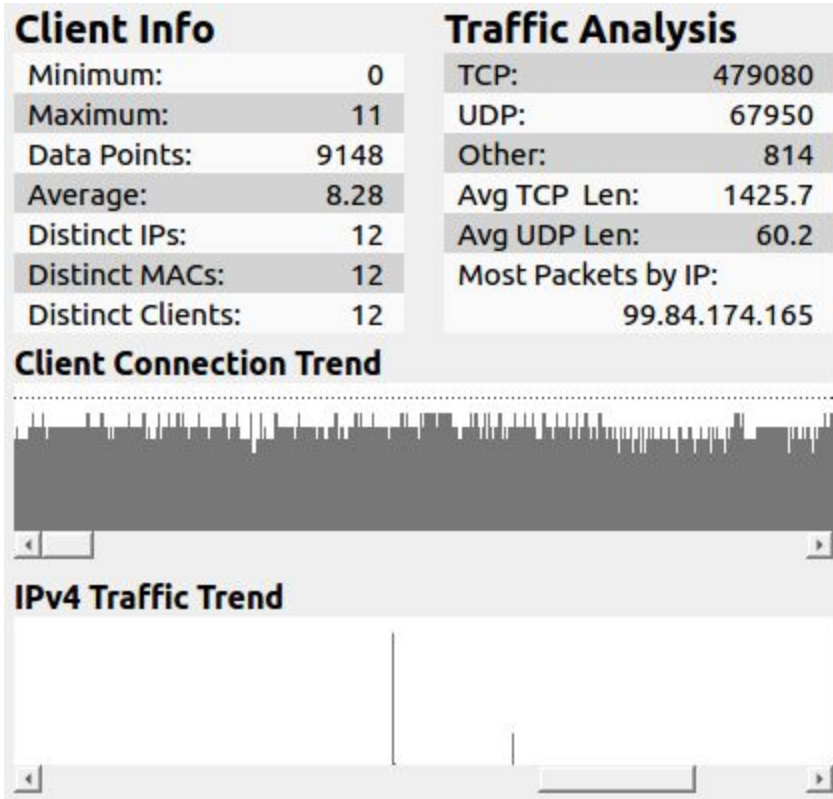 Client Info
Minimum: 0
Maximum: 11
Data Points: 9148
Average: 8.28
Distinct IPs: 12
Distinct MACs: 12
Distinct Clients: 12
Traffic Analysis
TCP: 479080
UDP: 67950
Other: 814
Avg TCP Len: 1425.7
Avg UDP Len: 60.2
Most Packets by IP:
99.84.174.165
Client Connection Trend
IPv4 Traffic Trend